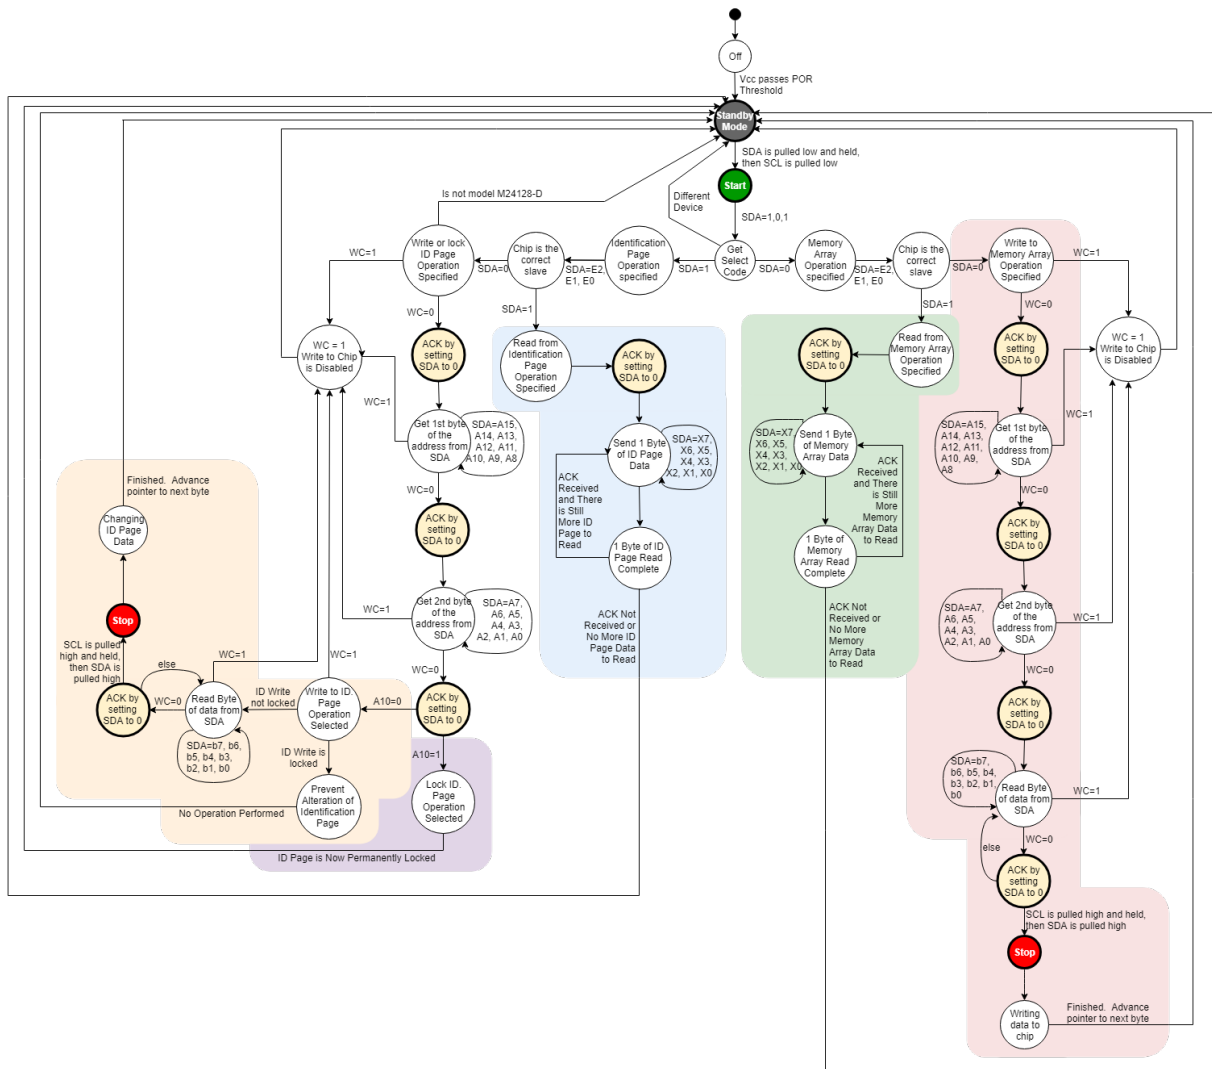 Off
Vcc passes POR
Threshold
Standby
Mode
SDA is pulled low and held,
then SCL is pulled low
Start
Different
Device
SDA=1,0,1
Is not model M24128-D
Get
Select
Code
SDA=1
SDA=0
Identification
Page
Operation
specified
SDA=E2,
E1, E0
Chip is the
correct
slave
SDA=0
SDA=1
Write or lock
ID Page
Operation
Specified
WC=1
WC=0
Memory
Array
Operation
specified
SDA=E2,
E1, E0
Chip is the
correct
slave
SDA=0
SDA=1
Write to
Memory Array
Operation
Specified
WC=1
WC=0
WC = 1
Write to Chip
is Disabled
ACK by
setting
SDA to 0
WC=1
Get 1st byte
of the
address from
SDA
SDA=A15,
A14, A13,
A12, A11,
A10, A9, A8
WC=0
ACK by
setting
SDA to 0
Get 2nd byte
of the
address from
SDA
SDA=A7,
A6, A5,
A4, A3,
A2, A1, A0
WC=1
WC=0
ACK by
setting
SDA to 0
A10=0
A10=1
Lock ID.
Page
Operation
Selected
ID Page is Now Permanently Locked
Write to ID.
Page
Operation
Selected
WC=1
ID Write
not locked
ID Write is
locked
Prevent
Alteration of
Identification
Page
No Operation Performed
Read Byte
of data from
SDA
SDA=b7, b6,
b5, b4, b3,
b2, b1, b0
WC=1
WC=0
else
ACK by
setting
SDA to 0
SCL is pulled
high and held,
then SDA is
pulled high
Stop
Changing
ID Page
Data
Finished.  Advance
pointer to next byte
Read from
Identification
Page
Operation
Specified
ACK by
setting
SDA to 0
Send 1 Byte
of ID Page
Data
SDA=X7,
X6, X5,
X4, X3,
X2, X1, X0
ACK
Received
and There
is Still
More ID
Page to
Read
1 Byte of ID
Page Read
Complete
ACK Not
Received or
No More ID
Page Data
to Read
Read from
Memory Array
Operation
Specified
ACK by
setting
SDA to 0
Send 1 Byte
of Memory
Array Data
SDA=X7,
X6, X5,
X4, X3,
X2, X1, X0
ACK
Received
and There
is Still
More
Memory
Array Data
to Read
1 Byte of
Memory
Array Read
Complete
ACK Not
Received or
No More
Memory
Array Data
to Read
WC = 1
Write to Chip
is Disabled
ACK by
setting
SDA to 0
WC=1
Get 1st byte
of the
address from
SDA
SDA=A15,
A14, A13,
A12, A11,
A10, A9,
A8
WC=0
ACK by
setting
SDA to 0
Get 2nd byte
of the
address from
SDA
SDA=A7,
A6, A5,
A4, A3,
A2, A1, A0
WC=1
WC=0
ACK by
setting
SDA to 0
Read Byte
of data from
SDA
SDA=b7,
b6, b5, b4,
b3, b2, b1,
b0
WC=1
WC=0
else
ACK by
setting
SDA to 0
SCL is pulled high and held,
then SDA is pulled high
Stop
Writing
data to
chip
Finished.  Advance
pointer to next byte